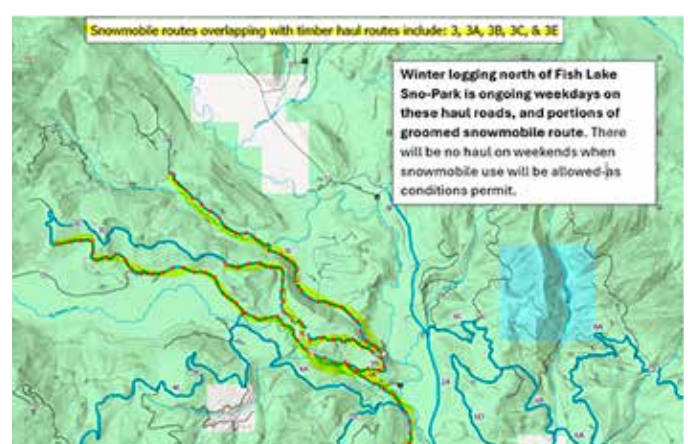 Snowmobile routes overlapping with timber haul routes include: 3, 3A, 3B, 3C, & 3E
Winter logging north of Fish Lake
Sno-Park is ongoing weekdays on
these haul roads, and portions of
groomed snowmobile route. There
will be no haul on weekends when
snowmobile use will be allowed as
conditions permit.